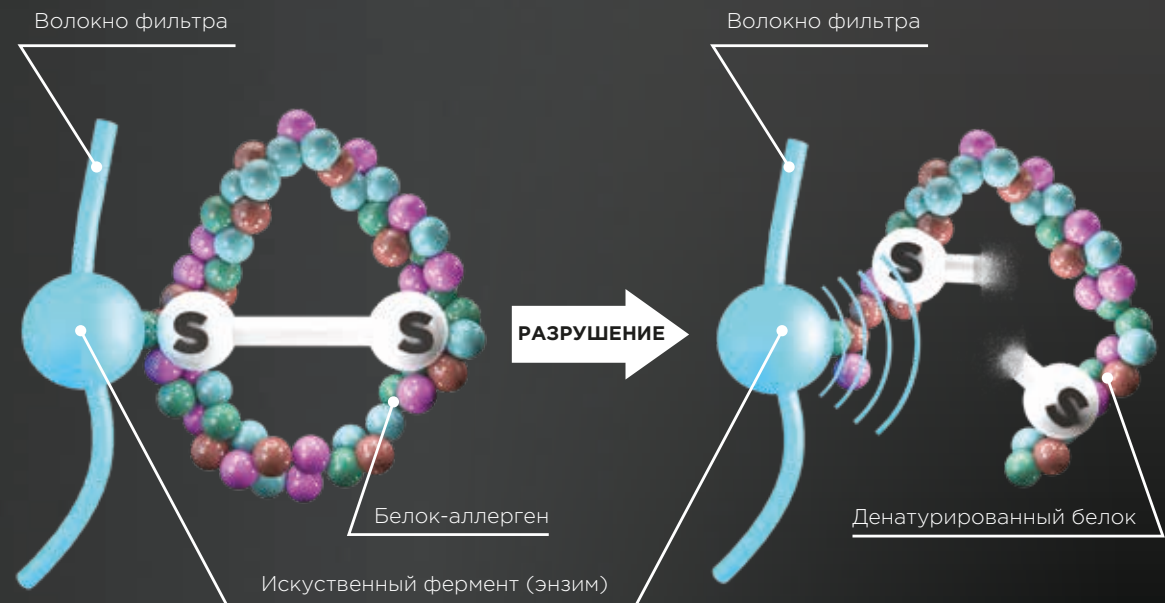 Волокно фильтра
Волокно фильтра
S
S
РАЗРУШЕНИЕ
S
S
Белок-аллерген
Денатурированный белок
Искуственный фермент (энзим)